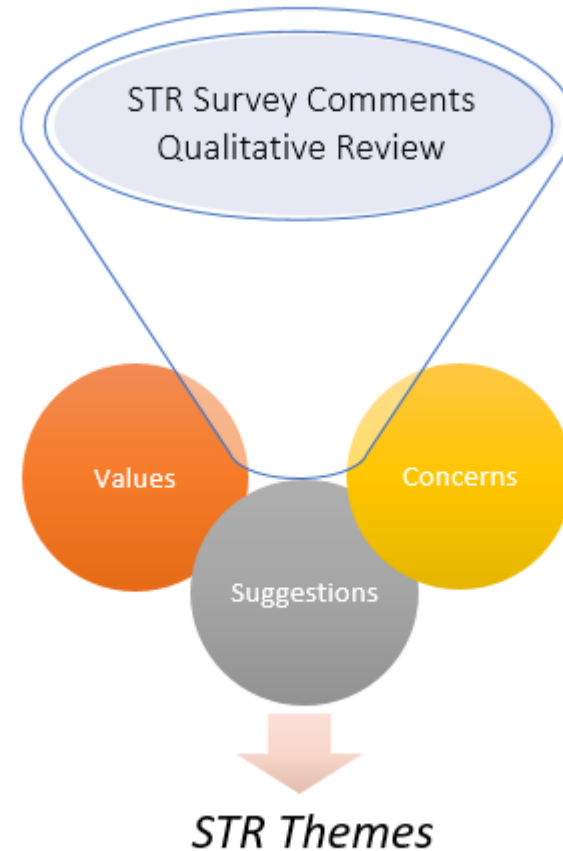 STR Survey Comments
Qualitative Review
Values
Concerns
Suggestions
STR Themes